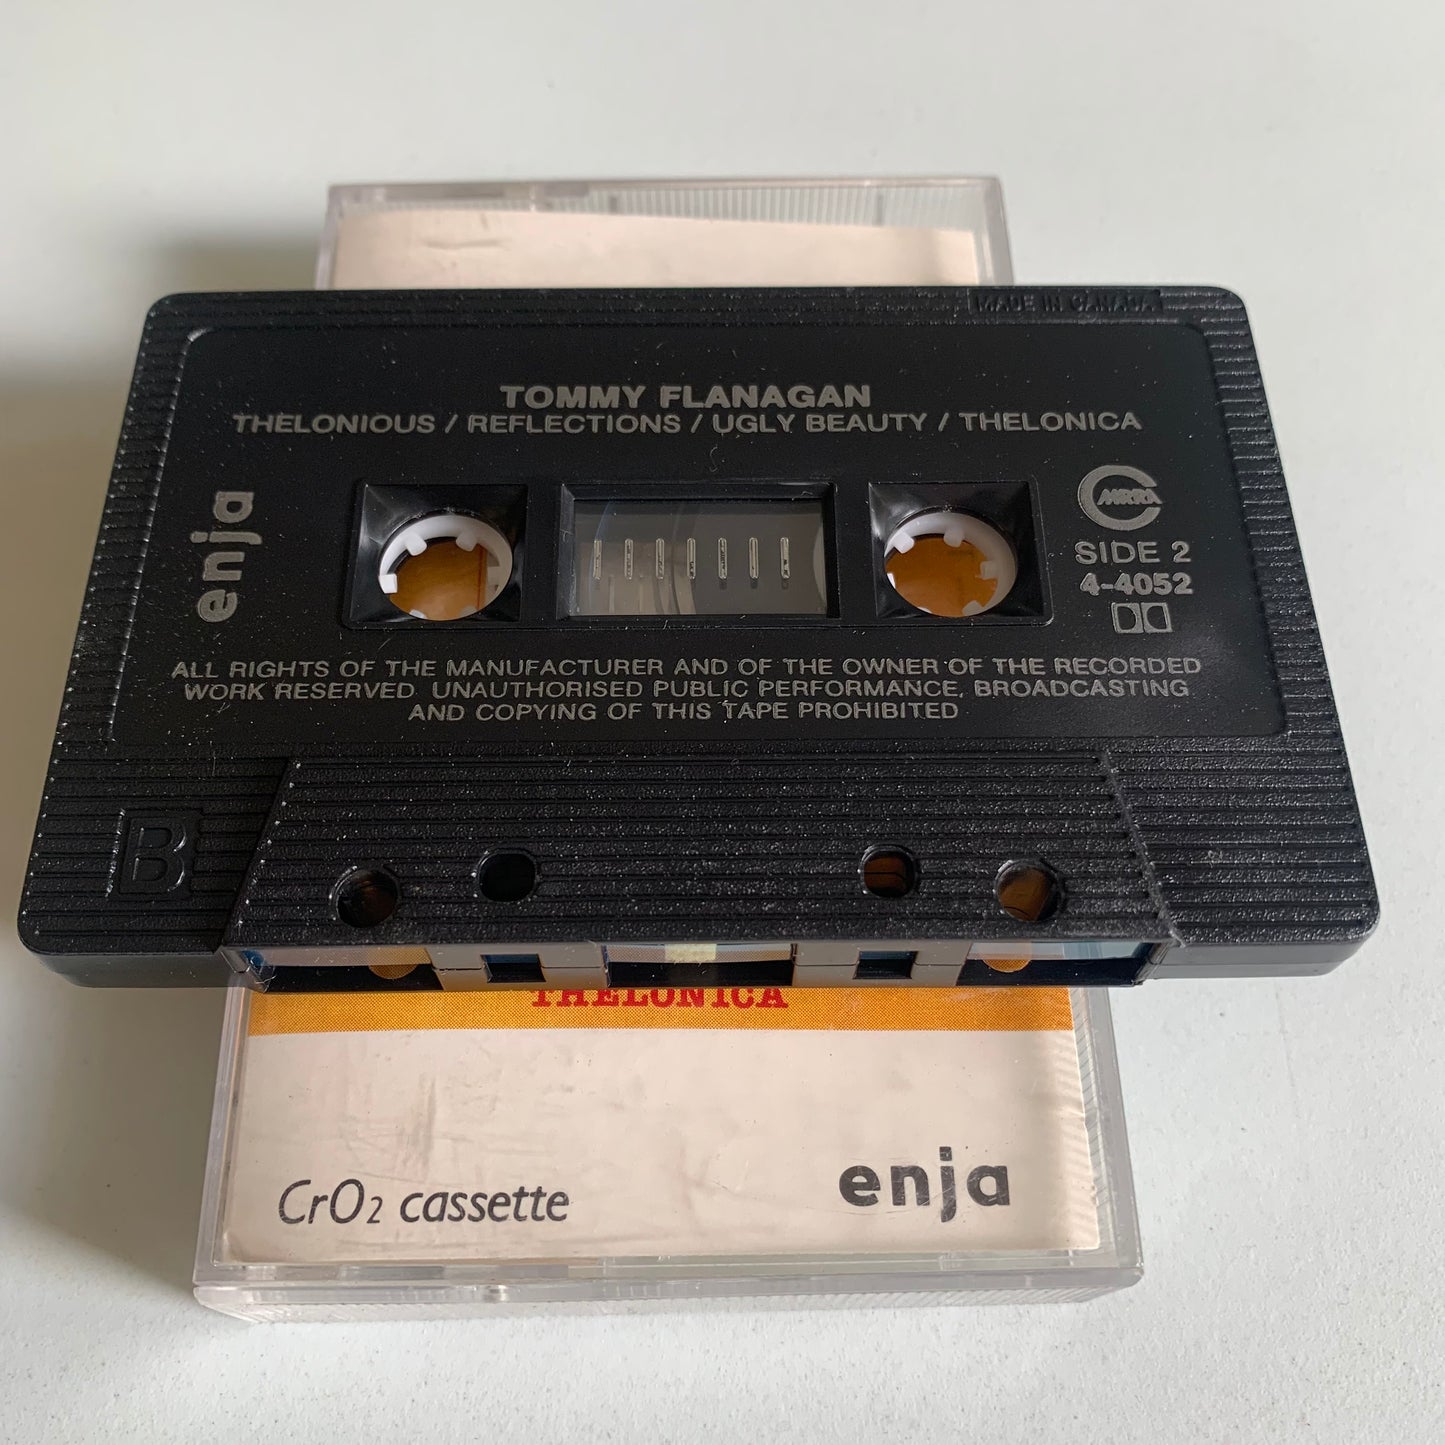 MADE IN CANADA
TOMMY FLANAGAN
THELONIOUS / REFLECTIONS / UGLY BEAUTY / THELONICA
enja
CMRRA
SIDE 2
4-4052
ALL RIGHTS OF THE MANUFACTURER AND OF THE OWNER OF THE RECORDED
WORK RESERVED UNAUTHORISED PUBLIC PERFORMANCE, BROADCASTING
AND COPYING OF THIS TAPE PROHIBITED
B
THELONICA
CrO2 cassette
enja